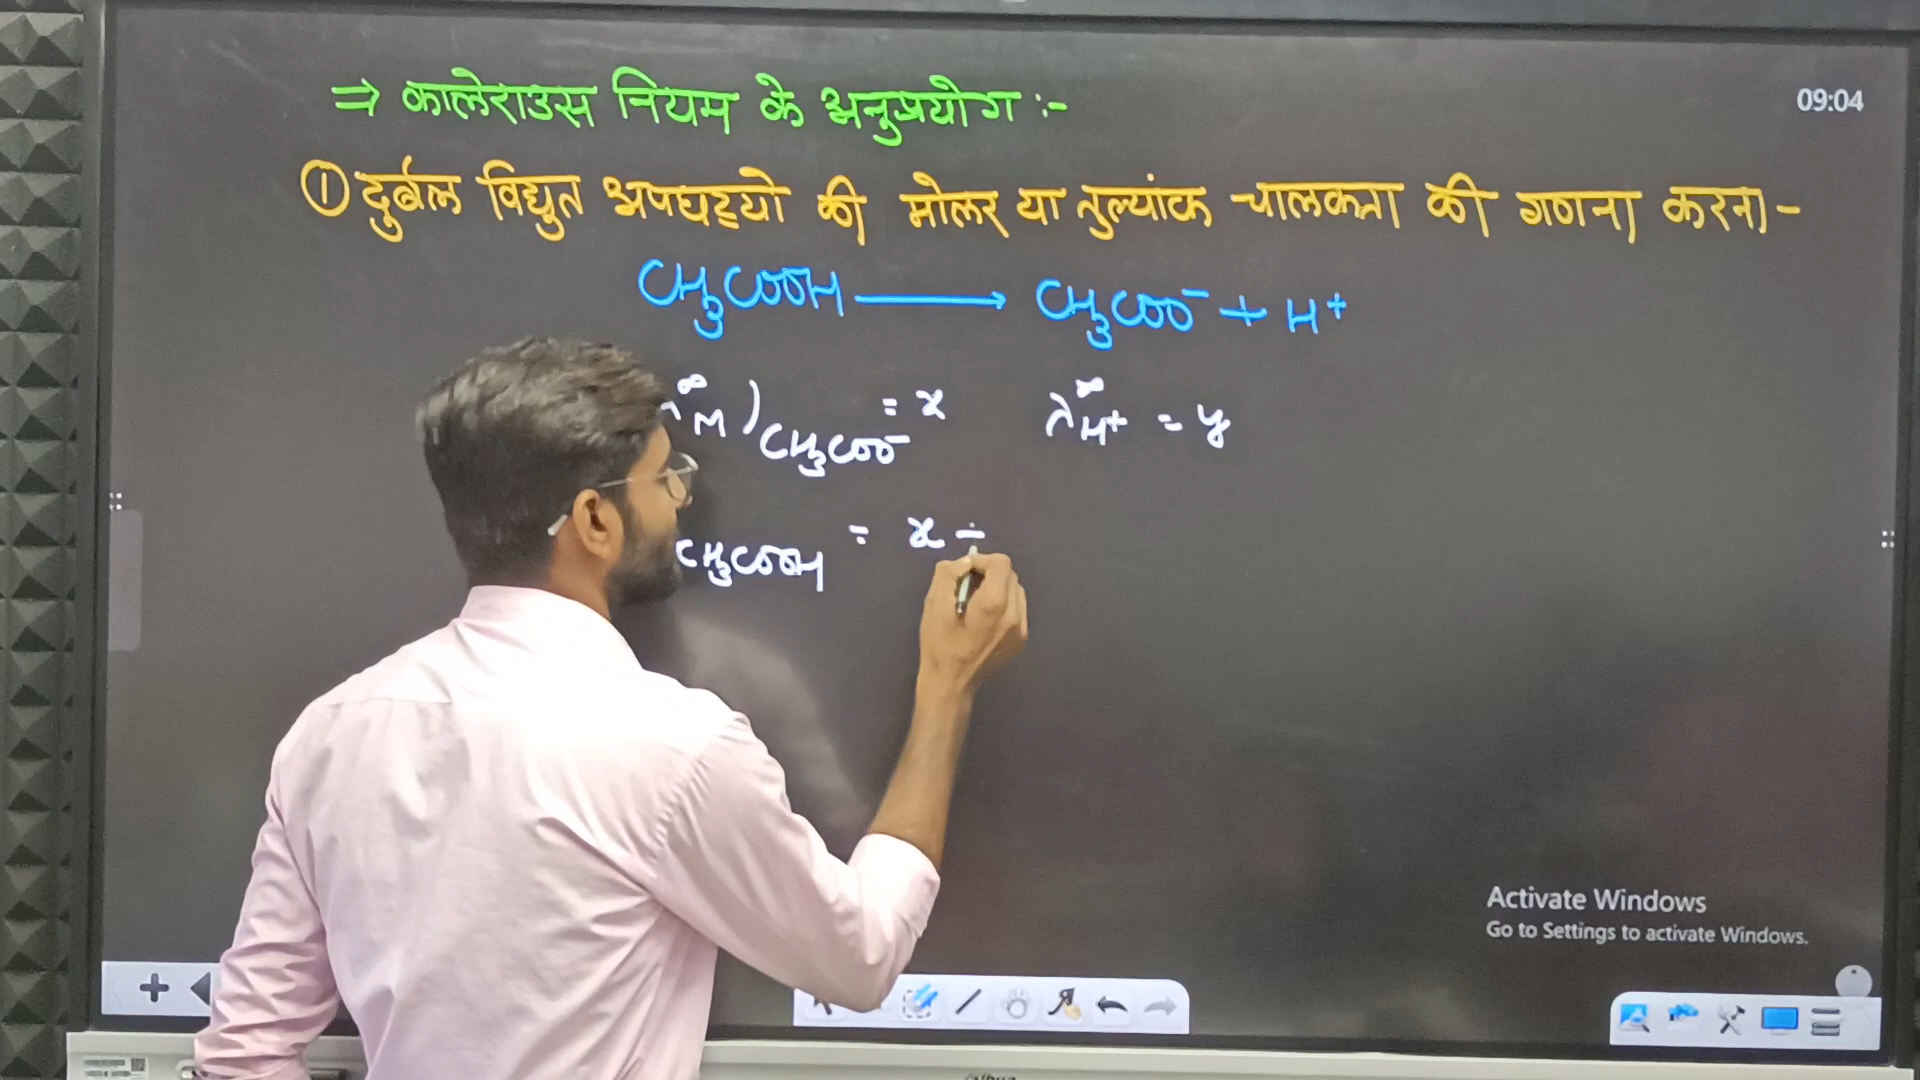 ⇒ कालेराउस नियम के अनुप्रयोग :-
09:04
① दुर्बल विद्युत अपघट्यो की मोलर या तुल्यांक चालकता की गणना करना-
CH₃COOH ⟶ CH₃COO⁻ + H⁺
∞M)CH₃COO⁻ = x λ∞H⁺ = y
CH₃COOH = x
Activate Windows
Go to Settings to activate Windows.